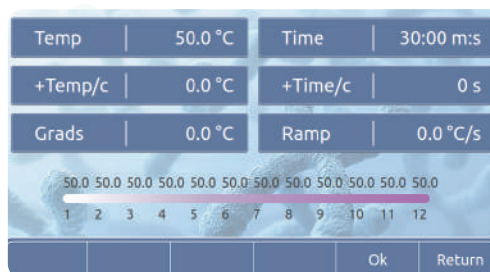 Temp 50.0 °C Time 30:00 m:s
+Temp/c 0.0 °C +Time/c 0 s
Grads 0.0 °C Ramp 0.0 °C/s
50.0 50.0 50.0 50.0 50.0 50.0 50.0 50.0 50.0 50.0 50.0 50.0
1 2 3 4 5 6 7 8 9 10 11 12
Ok Return